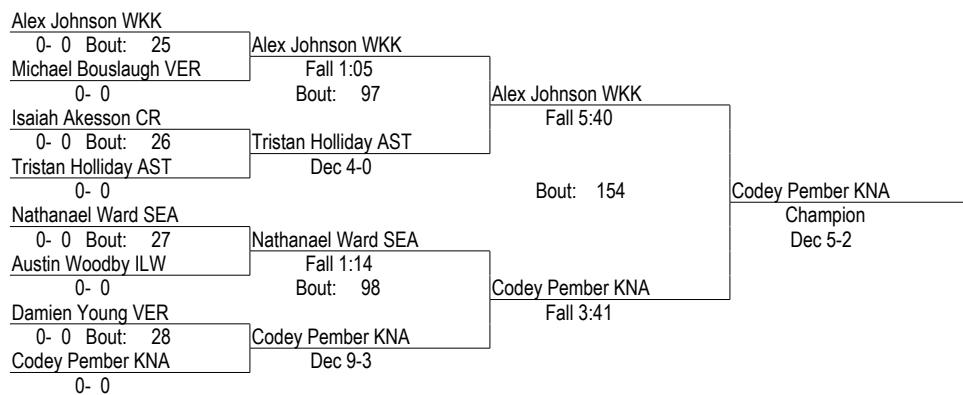 Alex Johnson WKK
0- 0 Bout: 25
Michael Bouslaugh VER
0- 0
Isaiah Akesson CR
0- 0 Bout: 26
Tristan Holliday AST
0- 0
Nathanael Ward SEA
0- 0 Bout: 27
Austin Woodby ILW
0- 0
Damien Young VER
0- 0 Bout: 28
Codey Pember KNA
0- 0
Alex Johnson WKK
Fall 1:05
Bout: 97
Tristan Holliday AST
Dec 4-0
Nathanael Ward SEA
Fall 1:14
Bout: 98
Codey Pember KNA
Dec 9-3
Alex Johnson WKK
Fall 5:40
Bout: 154
Codey Pember KNA
Fall 3:41
Codey Pember KNA
Champion
Dec 5-2